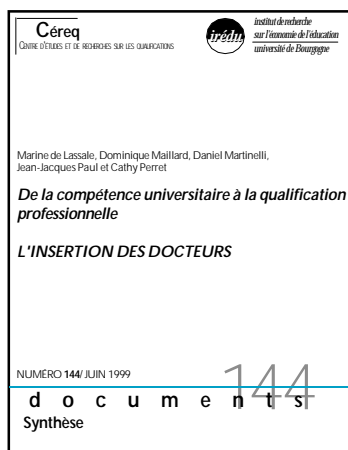 Céreq
CENTRE D'ÉTUDES ET DE RECHERCHES SUR LES QUALIFICATIONS
irédu
institut de recherche
sur l'économie de l'éducation
université de Bourgogne
Marine de Lassale, Dominique Maillard, Daniel Martinelli,
Jean-Jacques Paul et Cathy Perret
De la compétence universitaire à la qualification
professionnelle
L'INSERTION DES DOCTEURS
NUMÉRO 144/ JUIN 1999
144
documents
Synthèse